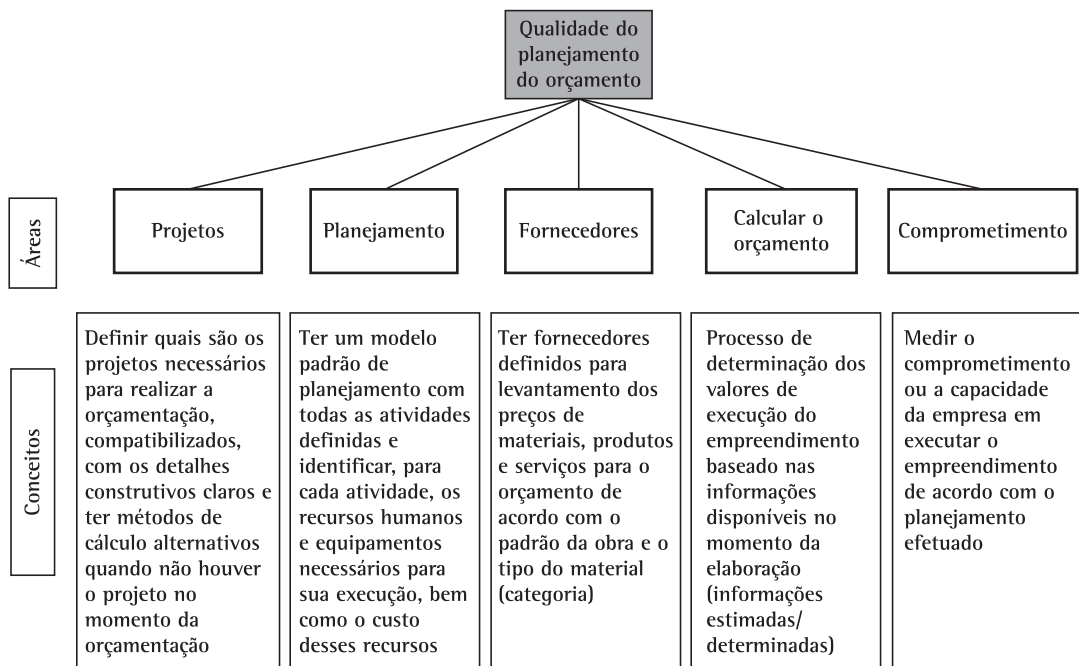 Qualidade do
planejamento
do orçamento
Áreas
Projetos
Planejamento
Fornecedores
Calcular o
orçamento
Comprometimento
Conceitos
Definir quais são os
projetos necessários
para realizar a
orçamentação,
compatibilizados,
com os detalhes
construtivos claros e
ter métodos de
cálculo alternativos
quando não houver
o projeto no
momento da
orçamentação
Ter um modelo
padrão de
planejamento com
todas as atividades
definidas e
identificar, para
cada atividade, os
recursos humanos
e equipamentos
necessários para
sua execução, bem
como o custo
desses recursos
Ter fornecedores
definidos para
levantamento dos
preços de
materiais, produtos
e serviços para o
orçamento de
acordo com o
padrão da obra e o
tipo do material
(categoria)
Processo de
determinação dos
valores de
execução do
empreendimento
baseado nas
informações
disponíveis no
momento da
elaboração
(informações
estimadas/
determinadas)
Medir o
comprometimento
ou a capacidade
da empresa em
executar o
empreendimento
de acordo com o
planejamento
efetuado